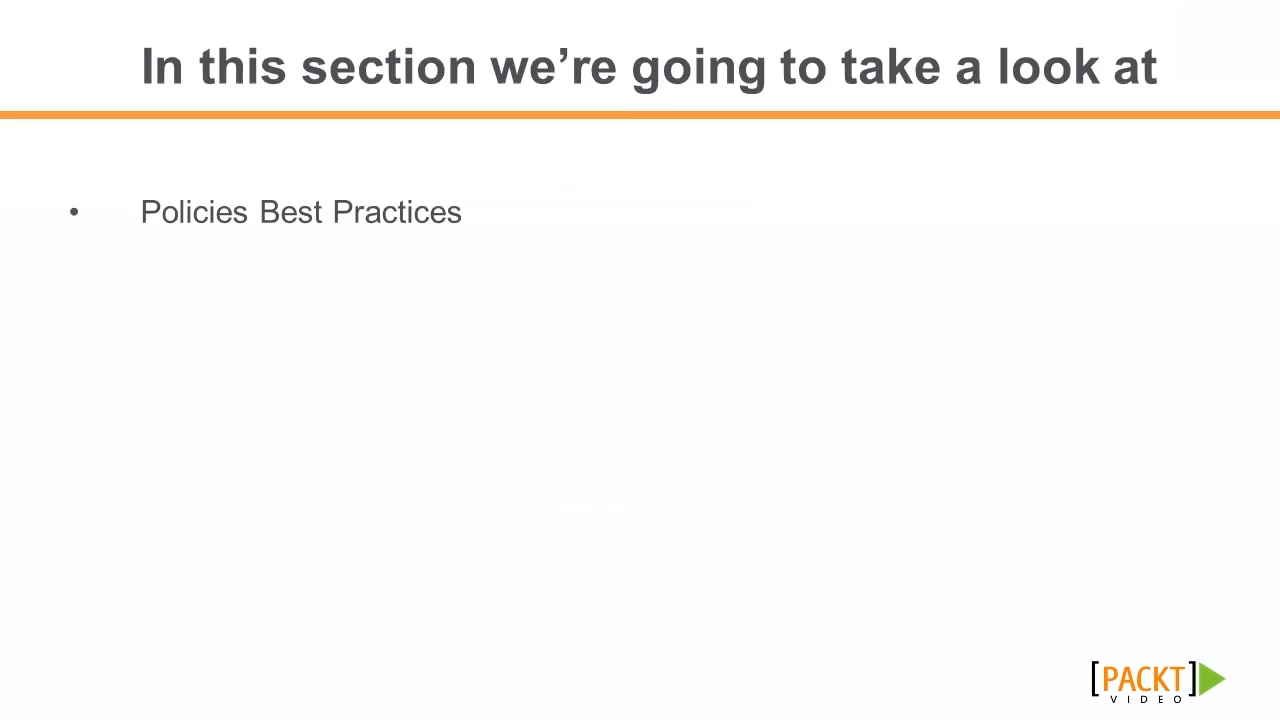 In this section we’re going to take a look at
• Policies Best Practices
[PACKT]
VIDEO